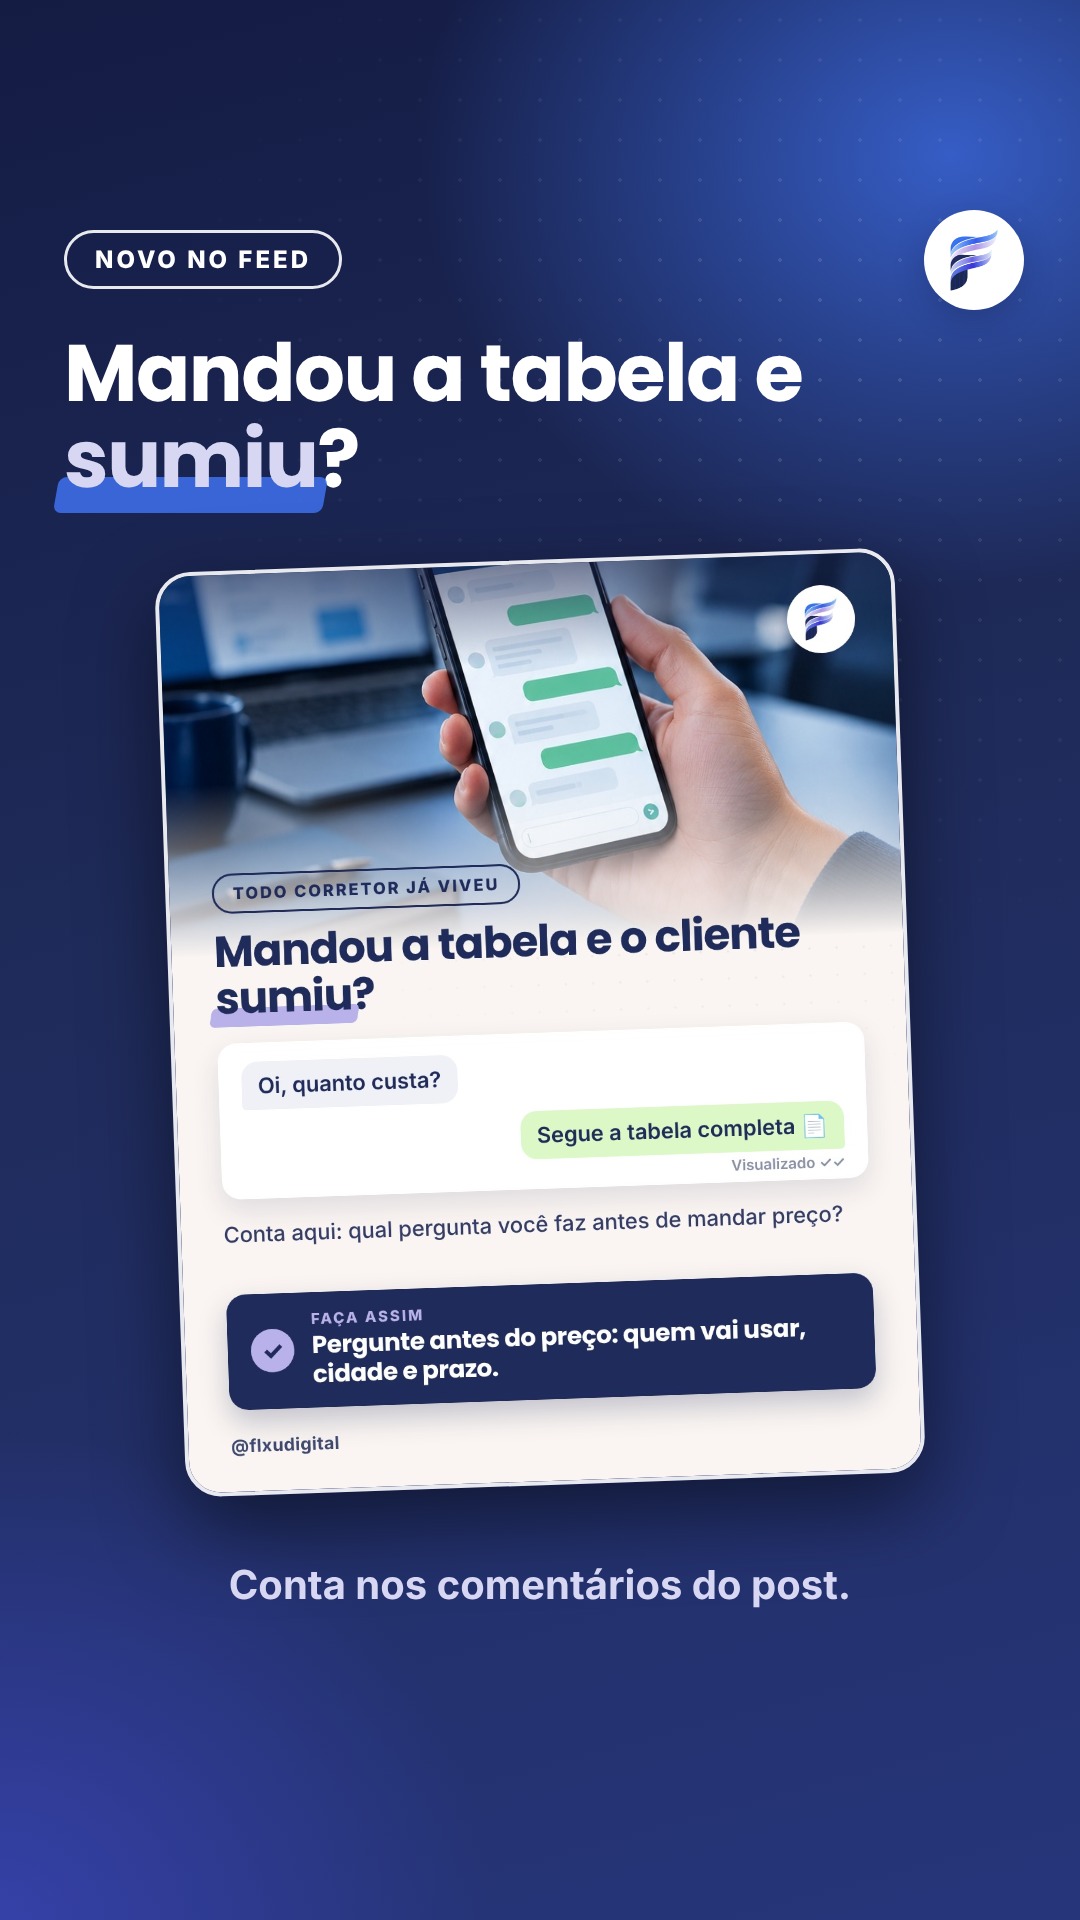 NOVO NO FEED
Mandou a tabela e
sumiu?
TODO CORRETOR JÁ VIVEU
Mandou a tabela e o cliente
sumiu?
Oi, quanto custa?
Segue a tabela completa 📄
Visualizado ✓✓
Conta aqui: qual pergunta você faz antes de mandar preço?
FAÇA ASSIM
Pergunte antes do preço: quem vai usar,
cidade e prazo.
@flxudigital
Conta nos comentários do post.